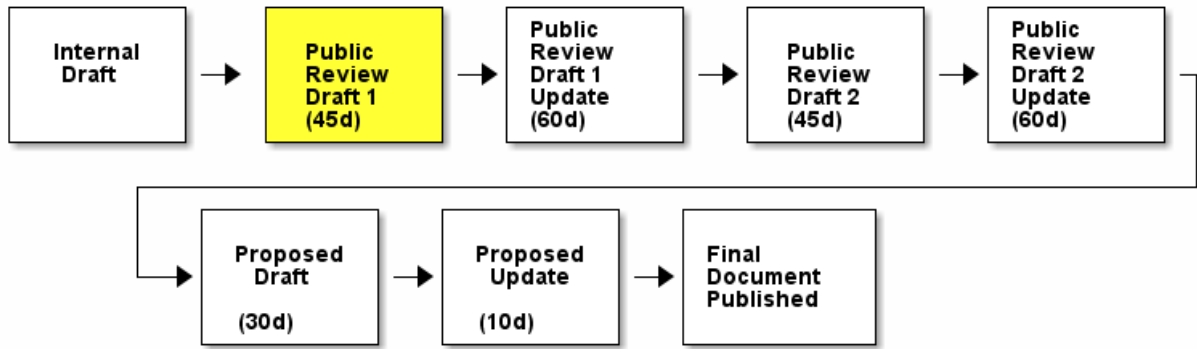 Internal
Draft
Public
Review
Draft 1
(45d)
Public
Review
Draft 1
Update
(60d)
Public
Review
Draft 2
(45d)
Public
Review
Draft 2
Update
(60d)
Proposed
Draft
(30d)
Proposed
Update
(10d)
Final
Document
Published